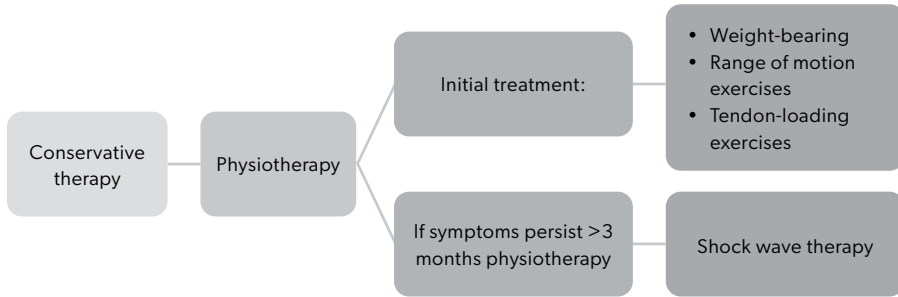 Conservative
therapy
Physiotherapy
Initial treatment:
• Weight-bearing
• Range of motion
exercises
• Tendon-loading
exercises
If symptoms persist >3
months physiotherapy
Shock wave therapy